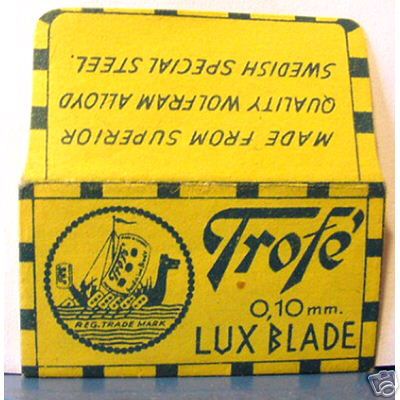 MADE FROM SUPERIOR
QUALITY WOLFRAM ALLOYD
SWEDISH SPECIAL STEEL.
Trofé
0,10 mm.
LUX BLADE
REG. TRADE MARK